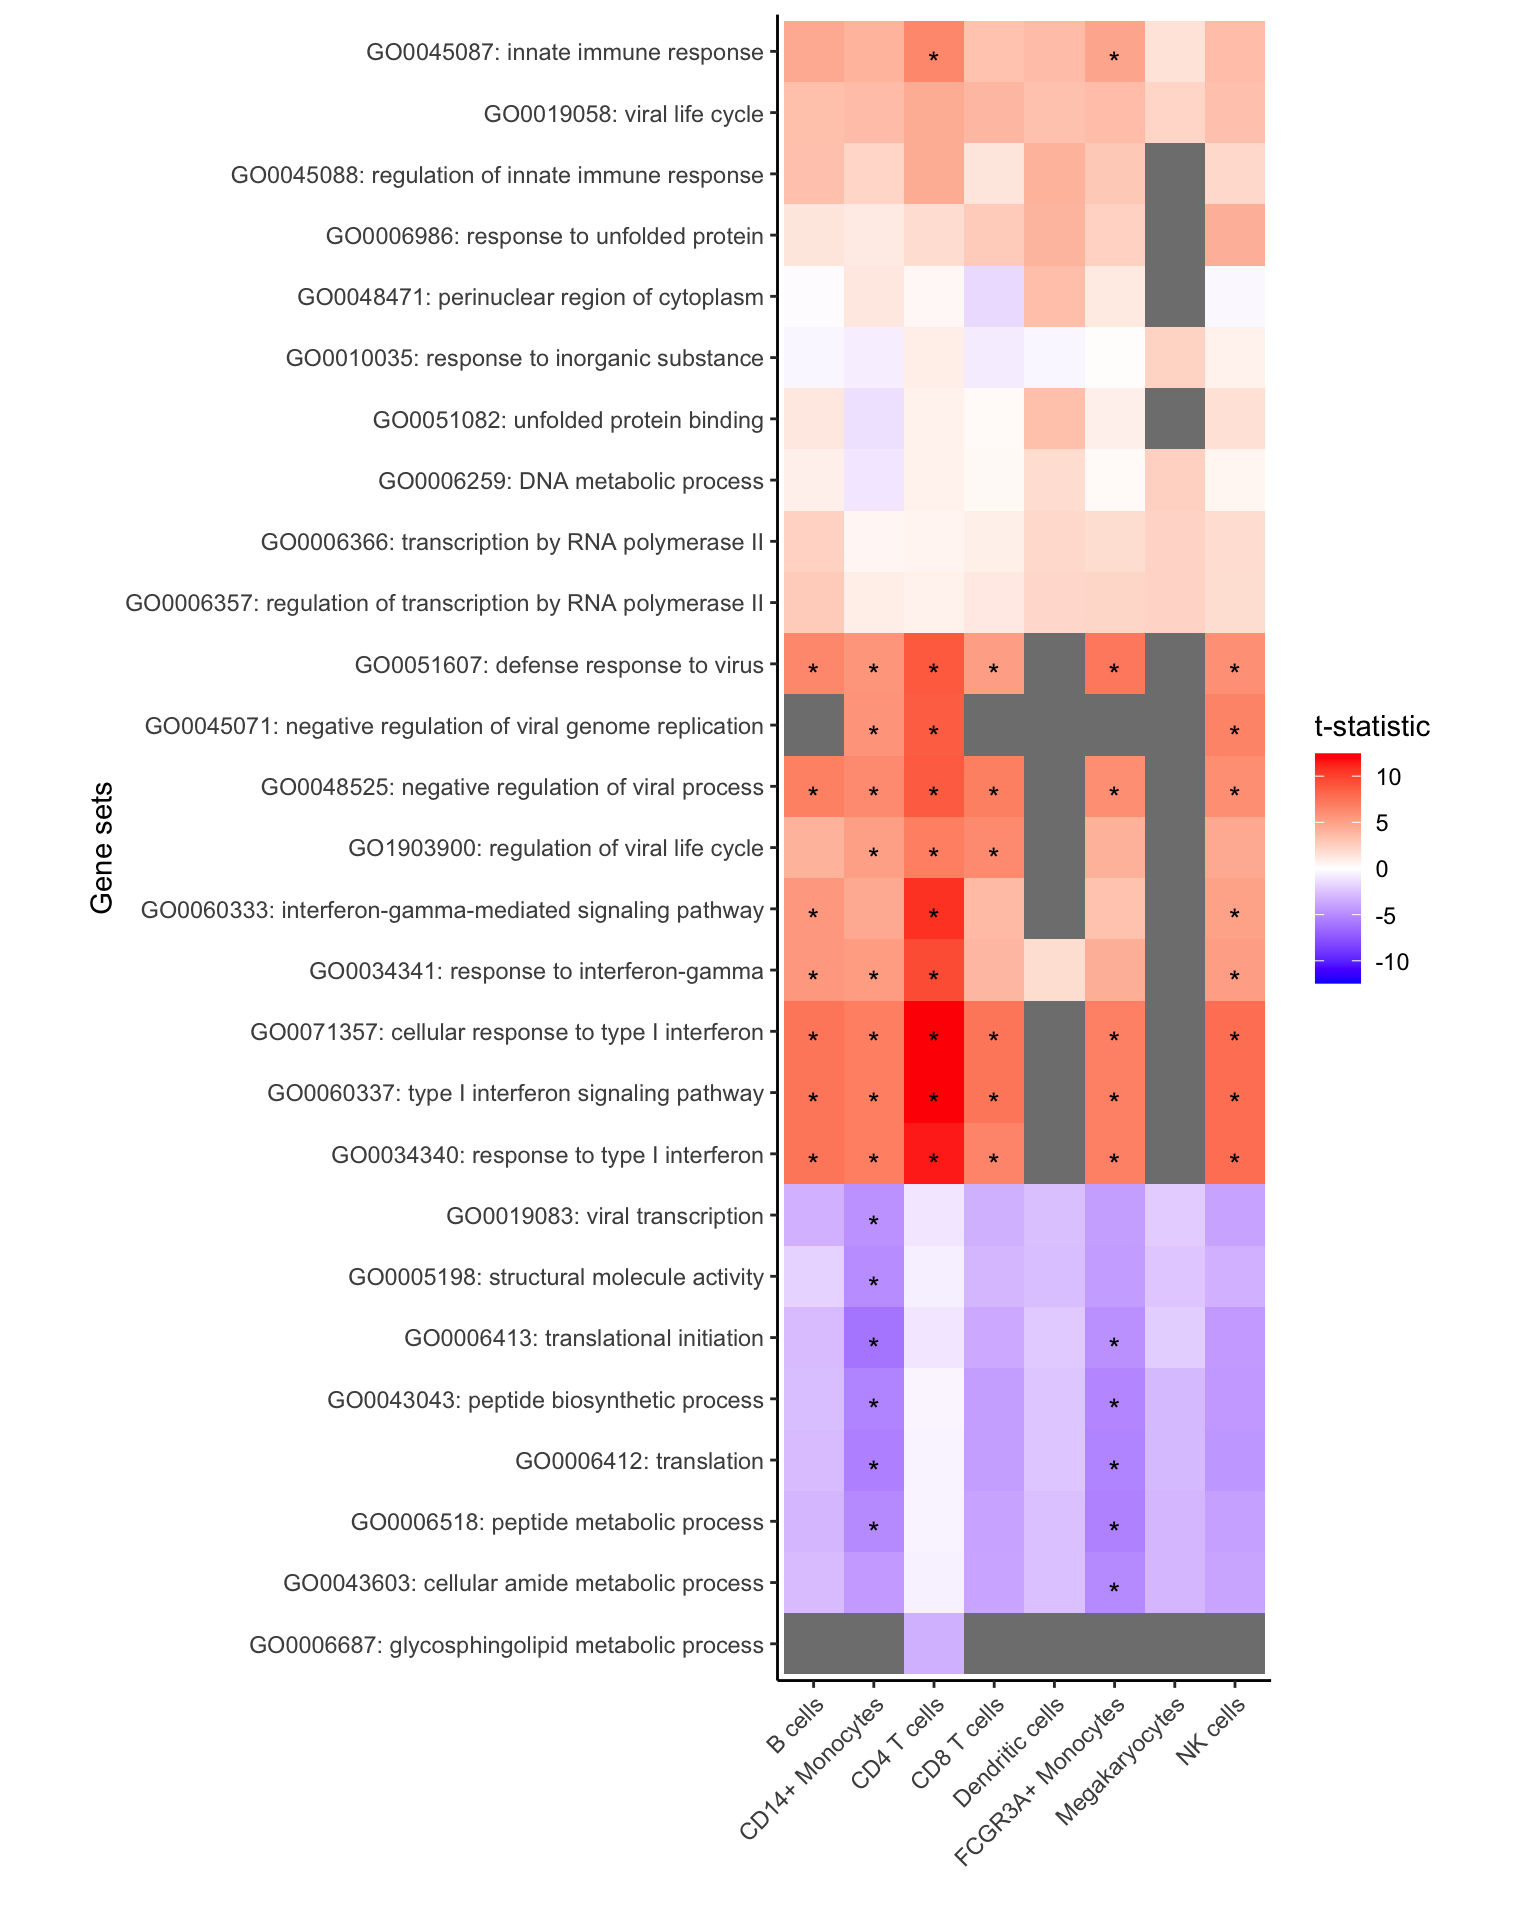 GO0045087: innate immune response
* *
GO0019058: viral life cycle
GO0045088: regulation of innate immune response
GO0006986: response to unfolded protein
GO0048471: perinuclear region of cytoplasm
GO0010035: response to inorganic substance
GO0051082: unfolded protein binding
GO0006259: DNA metabolic process
GO0006366: transcription by RNA polymerase II
GO0006357: regulation of transcription by RNA polymerase II
GO0051607: defense response to virus
* * * * * *
GO0045071: negative regulation of viral genome replication
* * *
GO0048525: negative regulation of viral process
* * * * * *
GO1903900: regulation of viral life cycle
* * *
GO0060333: interferon-gamma-mediated signaling pathway
* * *
GO0034341: response to interferon-gamma
* * * *
GO0071357: cellular response to type I interferon
* * * * * *
GO0060337: type I interferon signaling pathway
* * * * * *
GO0034340: response to type I interferon
* * * * * *
GO0019083: viral transcription
*
GO0005198: structural molecule activity
*
GO0006413: translational initiation
* *
GO0043043: peptide biosynthetic process
* *
GO0006412: translation
* *
GO0006518: peptide metabolic process
* *
GO0043603: cellular amide metabolic process
*
GO0006687: glycosphingolipid metabolic process
Gene sets
B cells
CD14+ Monocytes
CD4 T cells
CD8 T cells
Dendritic cells
FCGR3A+ Monocytes
Megakaryocytes
NK cells
t-statistic
10
5
0
-5
-10